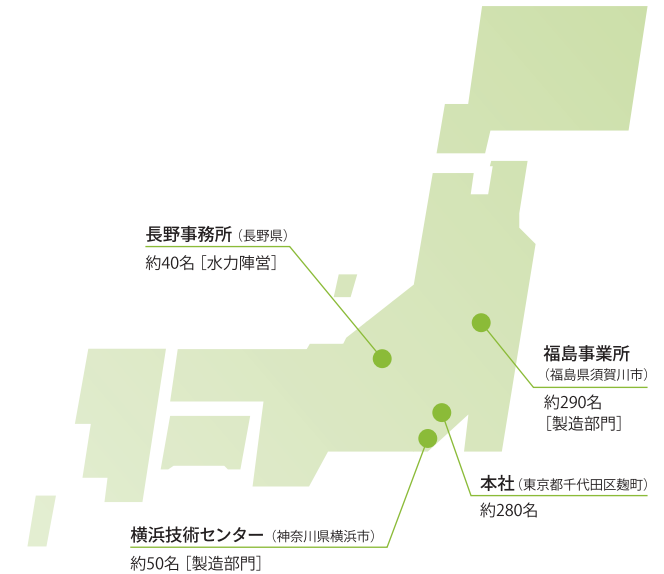 長野事務所（長野県）
約40名［水力陣営］
福島事業所
（福島県須賀川市）
約290名
［製造部門］
本社（東京都千代田区麹町）
約280名
横浜技術センター（神奈川県横浜市）
約50名［製造部門］